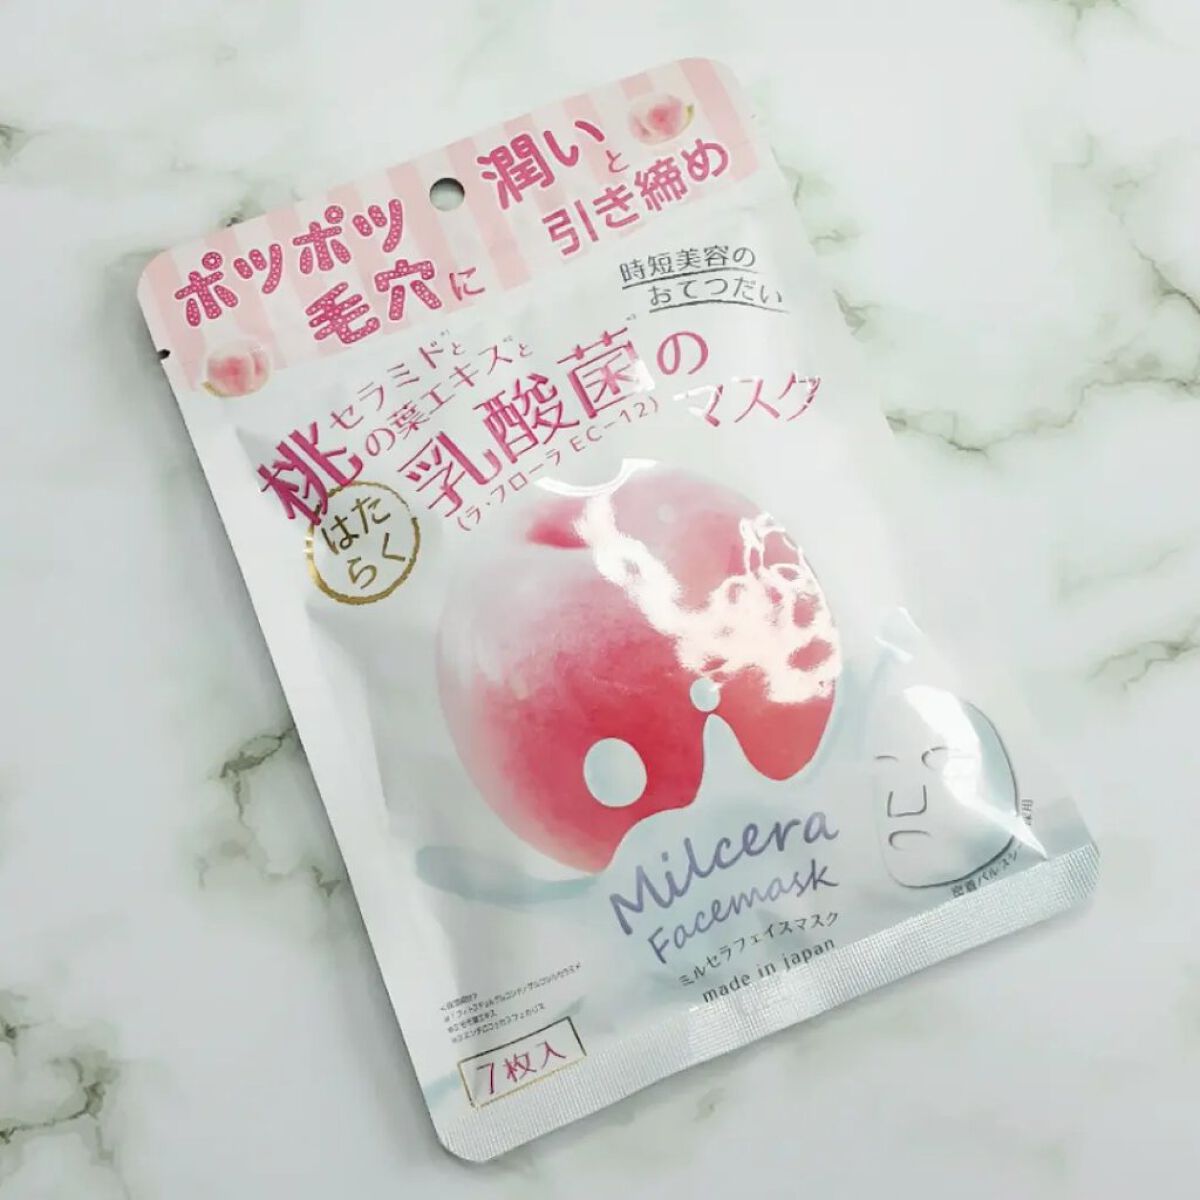 ポツポツ
毛穴に
潤いと
引き締め
時短美容の
おてつだい
セラミド※1と
桃の葉エキス※2と
乳酸菌※3の
(ラ・フローラ EC-12)
マスク
はた
らく
Milcera
Facemask
ミルセラフェイスマスク
made in japan
7枚入